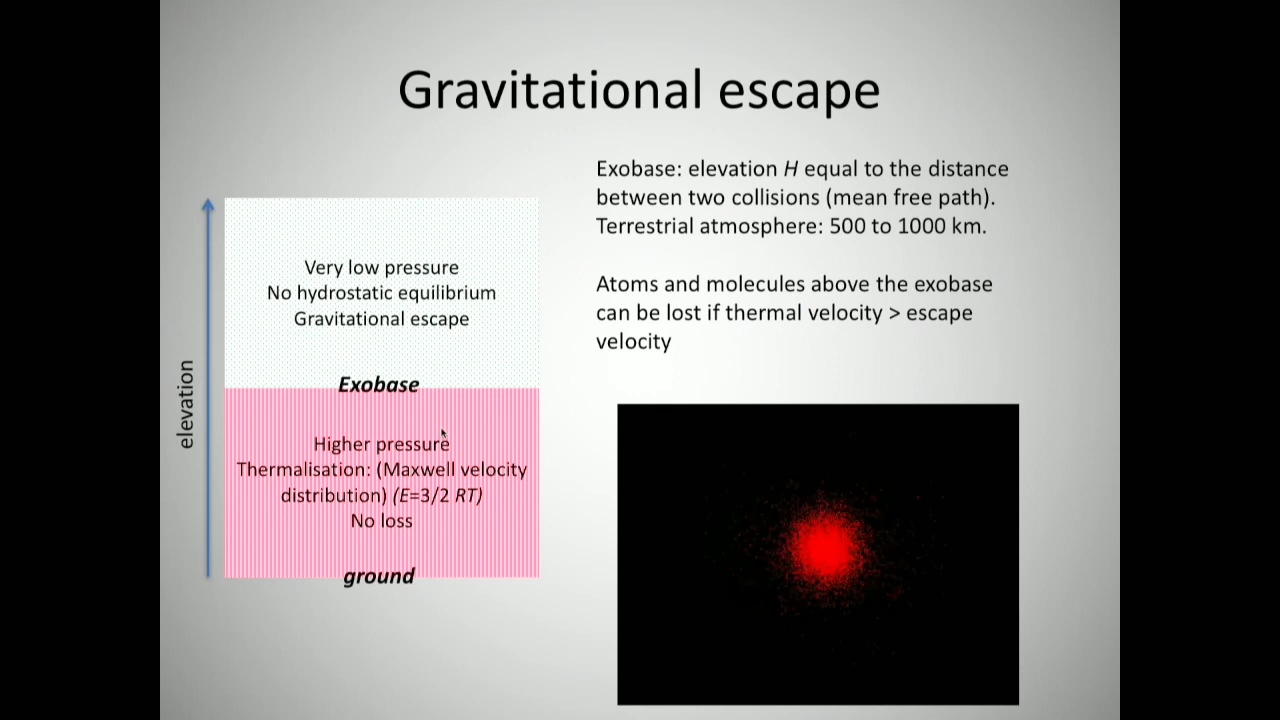 Gravitational escape
Exobase: elevation H equal to the distance
between two collisions (mean free path).
Terrestrial atmosphere: 500 to 1000 km.
Atoms and molecules above the exobase
can be lost if thermal velocity > escape
velocity
elevation
Very low pressure
No hydrostatic equilibrium
Gravitational escape
Exobase
Higher pressure
Thermalisation: (Maxwell velocity
distribution) (E=3/2 RT)
No loss
ground